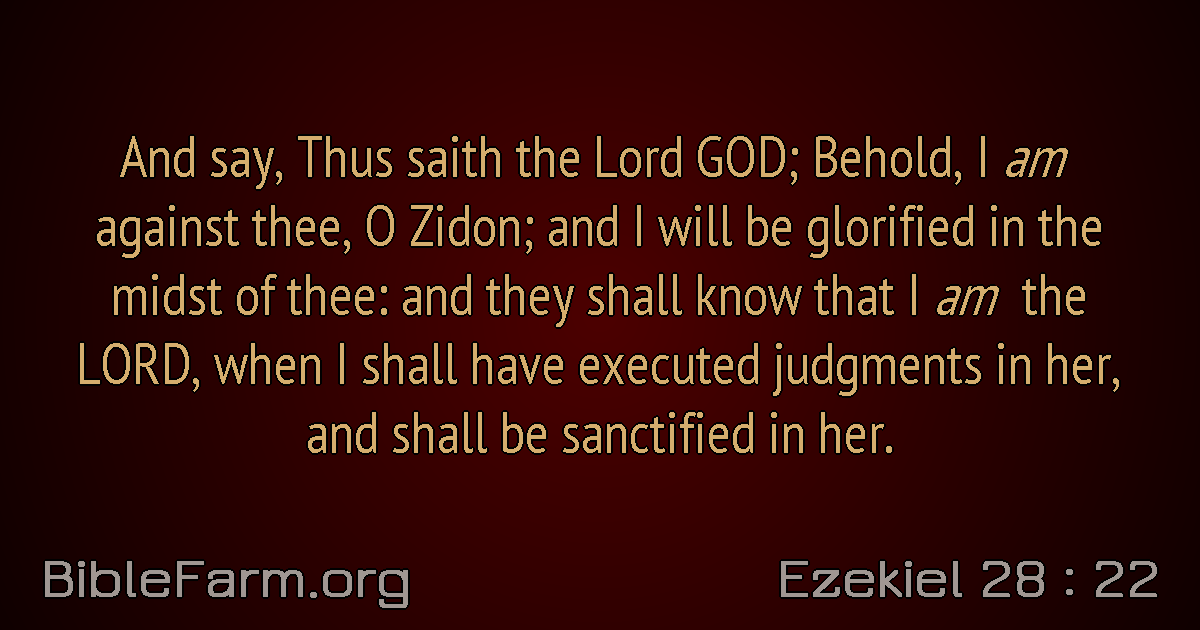 And say, Thus saith the Lord GOD; Behold, I am
against thee, O Zidon; and I will be glorified in the
midst of thee: and they shall know that I am the
LORD, when I shall have executed judgments in her,
and shall be sanctified in her.
BibleFarm.org
Ezekiel 28 : 22